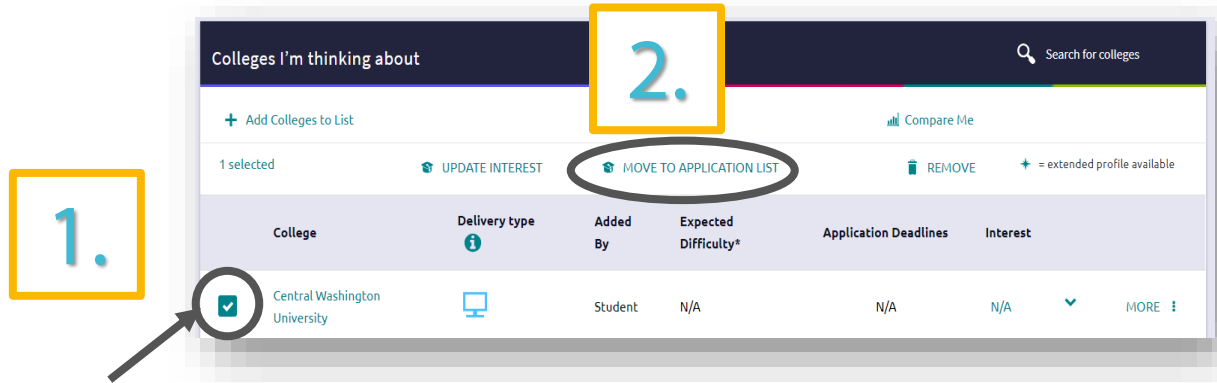 Colleges I'm thinking about
2.
Search for colleges
+ Add Colleges to List
Compare Me
1 selected
UPDATE INTEREST
MOVE TO APPLICATION LIST
REMOVE
= extended profile available
1.
College
Delivery type
Added By
Expected Difficulty*
Application Deadlines
Interest
Central Washington
University
Student
N/A
N/A
N/A
MORE